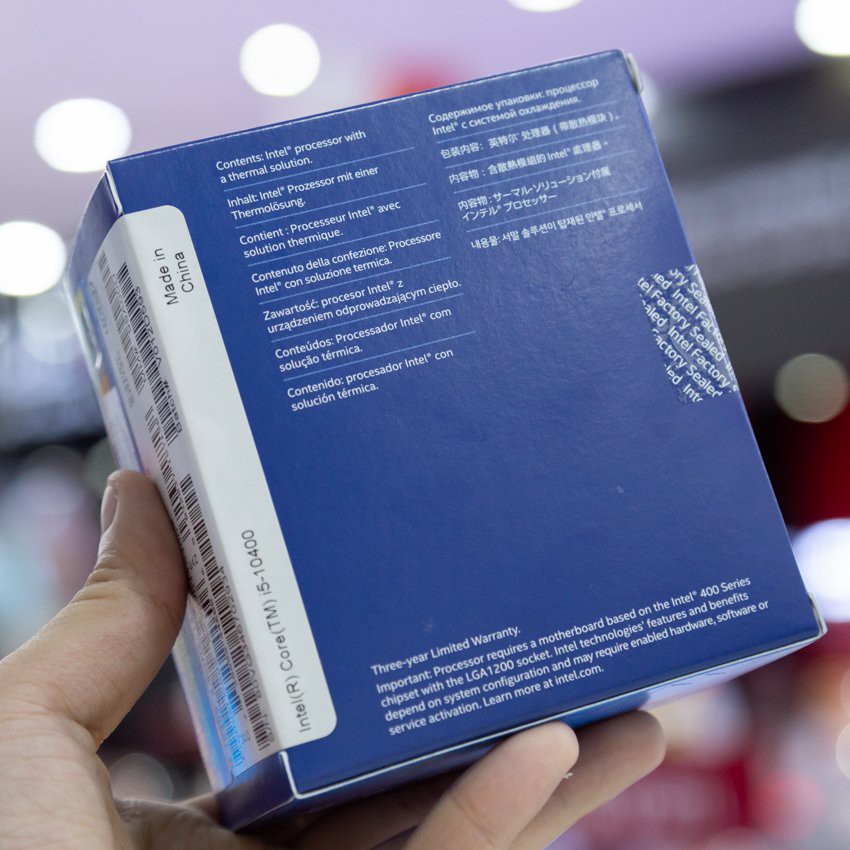 Contents: Intel® processor with
a thermal solution.
Inhalt: Intel® Prozessor mit einer
Thermolösung.
Contient : Processeur Intel® avec
solution thermique.
Contenuto della confezione: Processore
Intel® con soluzione termica.
Zawartość: procesor Intel® z
urządzeniem odprowadzającym ciepło.
Conteúdos: Processador Intel® com
solução térmica.
Contenido: procesador Intel® con
solución térmica.
Содержимое упаковки: процессор
Intel® с системой охлаждения.
包装内容：英特尔® 处理器 ( 带散热模块 )。
內容物：含散熱模組的 Intel® 處理器。
内容物 : サーマル・ソリューション付属
インテル® プロセッサー
내용물: 서멀 솔루션이 탑재된 인텔® 프로세서
Intel Factory Sealed
Made in
China
Intel(R) Core(TM) i5-10400
Three-year Limited Warranty.
Important: Processor requires a motherboard based on the Intel® 400 Series
chipset with the LGA1200 socket. Intel technologies' features and benefits
depend on system configuration and may require enabled hardware, software or
service activation. Learn more at intel.com.